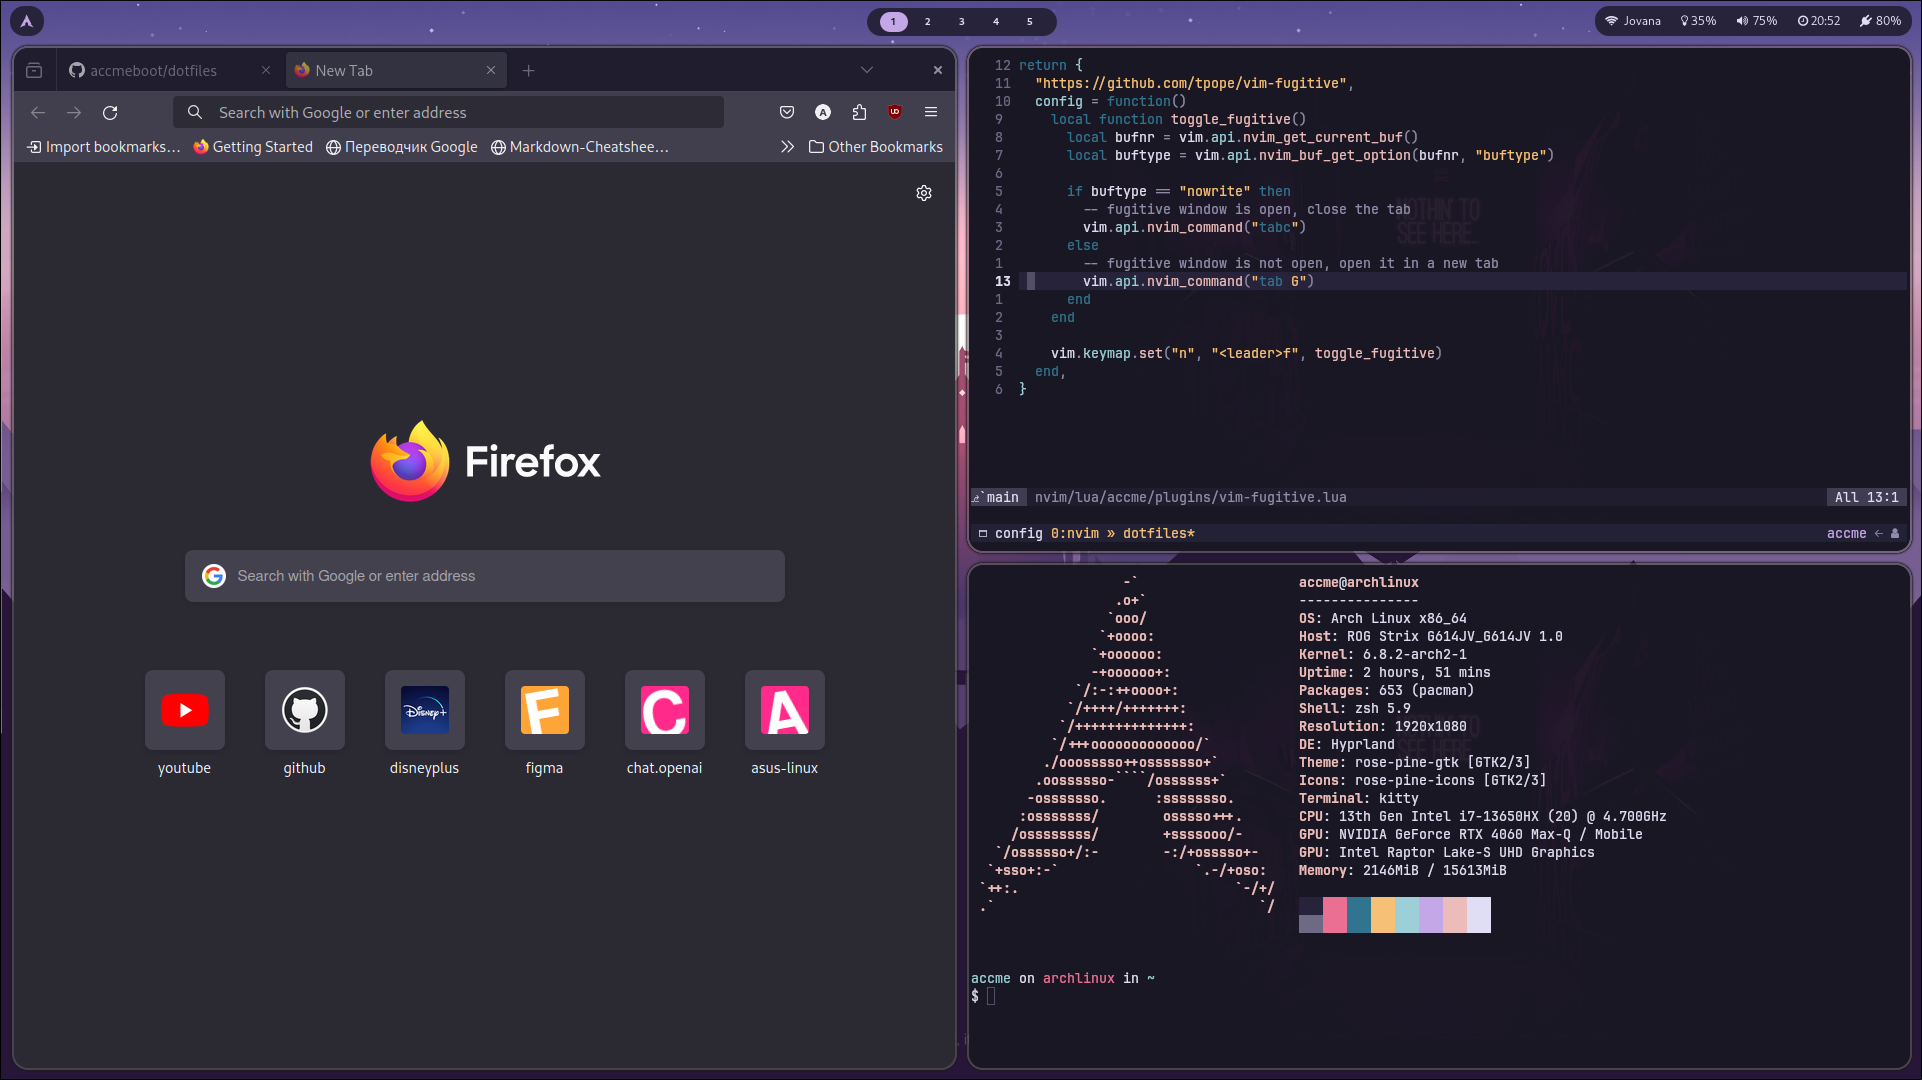 1 2 3 4 5
Jovana 35% 75% 20:52 80%
accmeboot/dotfiles
New Tab
Search with Google or enter address
A
Import bookmarks… Getting Started Переводчик Google Markdown-Cheatshee… Other Bookmarks
Firefox
Search with Google or enter address
youtube github disneyplus figma chat.openai asus-linux
12 return {
11   "https://github.com/tpope/vim-fugitive",
10   config = function()
9     local function toggle_fugitive()
8       local bufnr = vim.api.nvim_get_current_buf()
7       local buftype = vim.api.nvim_buf_get_option(bufnr, "buftype")
6
5       if buftype == "nowrite" then
4         -- fugitive window is open, close the tab
3         vim.api.nvim_command("tabc")
2       else
1         -- fugitive window is not open, open it in a new tab
13        vim.api.nvim_command("tab G")
1       end
2     end
3
4     vim.keymap.set("n", "<leader>f", toggle_fugitive)
5   end,
6 }
NOTHIN' TO
SEE HERE
main nvim/lua/accme/plugins/vim-fugitive.lua All 13:1
config 0:nvim » dotfiles* accme ←
-`
.o+`
`ooo/
`+oooo:
`+oooooo:
-+oooooo+:
`/:-:++oooo+:
`/++++/+++++++:
`/++++++++++++++:
`/+++ooooooooooooo/`
./ooosssso++osssssso+`
.oossssso-````/ossssss+`
-osssssso.      :ssssssso.
:osssssss/        osssso+++.
/ossssssss/        +ssssooo/-
`/ossssso+/:-        -:/+osssso+-
`+sso+:-`                 `.-/+oso:
`++:.                           `-/+/
.`                                 `/
accme@archlinux
---------------
OS: Arch Linux x86_64
Host: ROG Strix G614JV_G614JV 1.0
Kernel: 6.8.2-arch2-1
Uptime: 2 hours, 51 mins
Packages: 653 (pacman)
Shell: zsh 5.9
Resolution: 1920x1080
DE: Hyprland
Theme: rose-pine-gtk [GTK2/3]
Icons: rose-pine-icons [GTK2/3]
Terminal: kitty
CPU: 13th Gen Intel i7-13650HX (20) @ 4.700GHz
GPU: NVIDIA GeForce RTX 4060 Max-Q / Mobile
GPU: Intel Raptor Lake-S UHD Graphics
Memory: 2146MiB / 15613MiB
accme on archlinux in ~
$